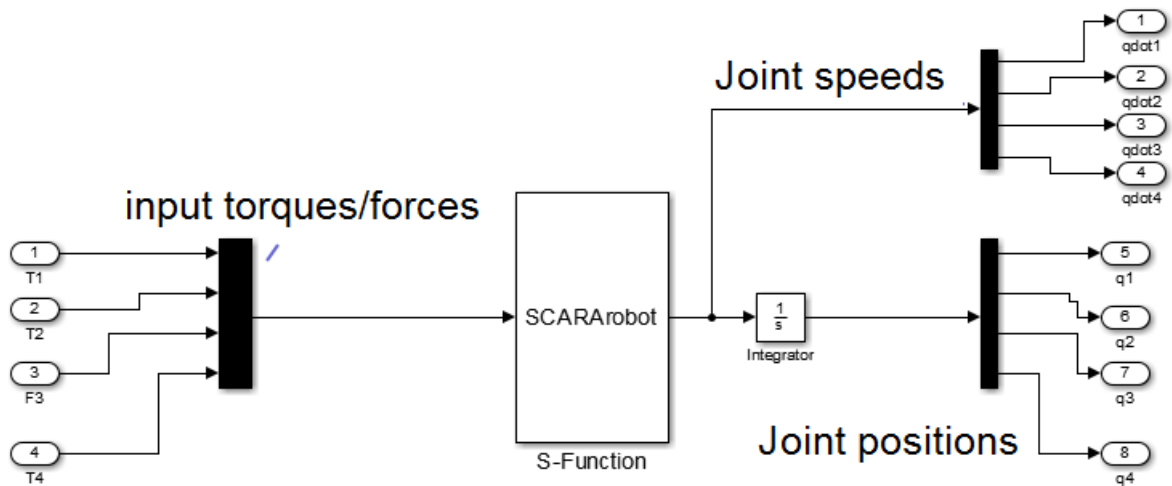 Joint speeds
1
qdot1
2
qdot2
3
qdot3
4
qdot4
input torques/forces
1
T1
2
T2
3
F3
4
T4
SCARArobot
S-Function
1
s
Integrator
5
q1
6
q2
7
q3
8
q4
Joint positions